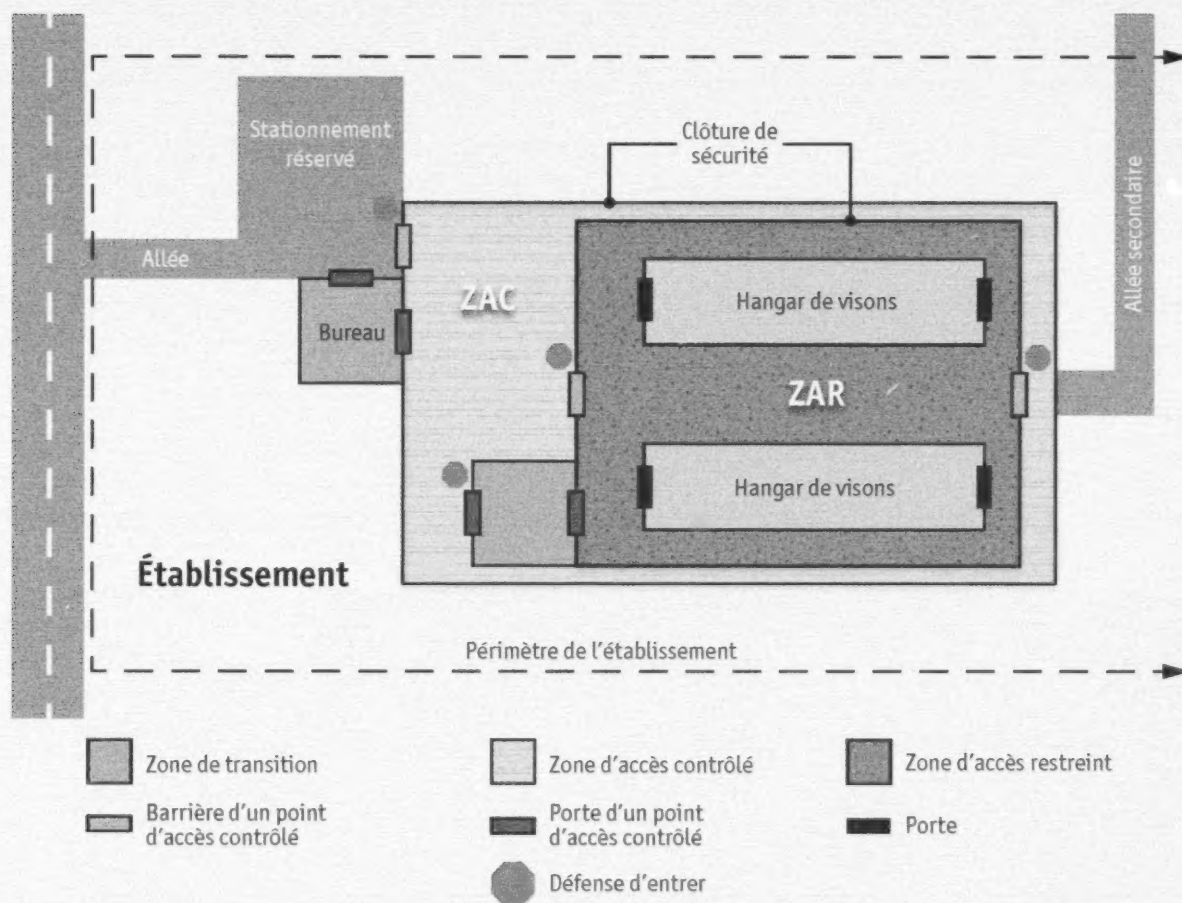 Stationnement
réservé
Clôture de
sécurité
Allée secondaire
Allée
ZAC
Hangar de visons
Bureau
ZAR
Hangar de visons
Établissement
Périmètre de l'établissement
Zone de transition
Zone d'accès contrôlé
Zone d'accès restreint
Barrière d'un point
d'accès contrôlé
Porte d'un point
d'accès contrôlé
Porte
Défense d'entrer